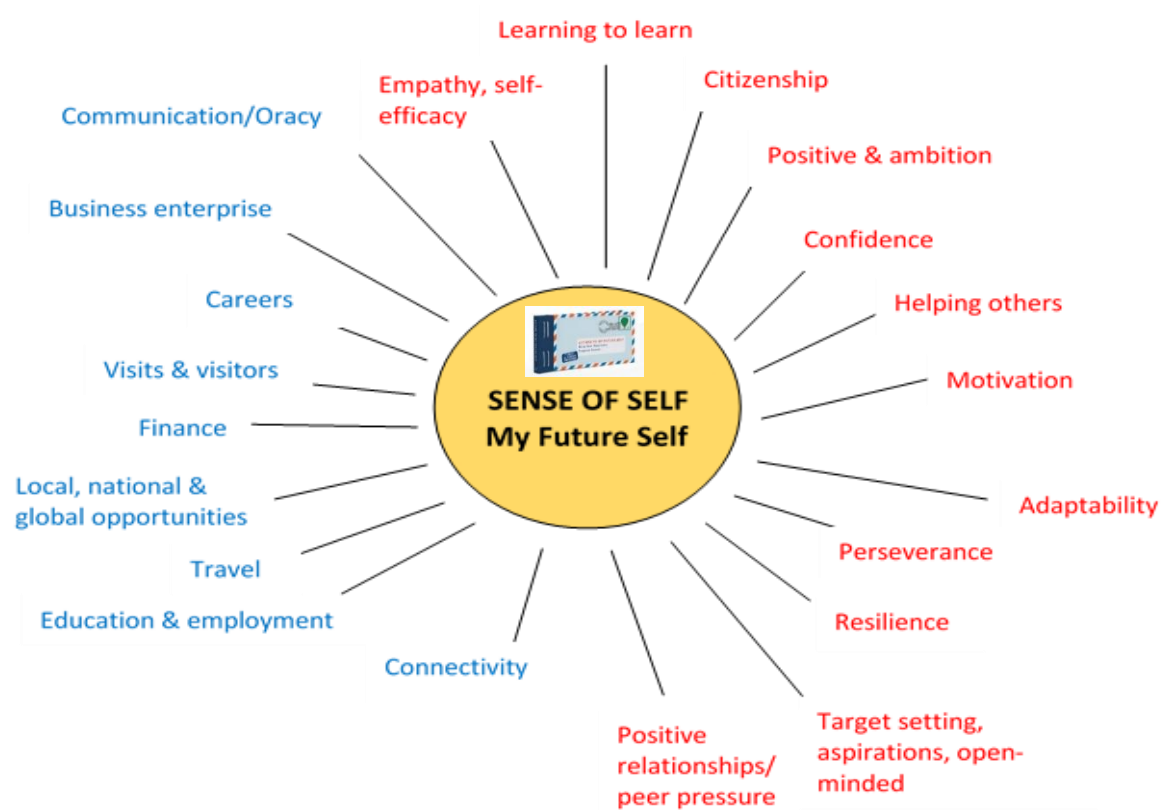 Learning to learn
Empathy, self-
efficacy
Citizenship
Communication/Oracy
Positive & ambition
Business enterprise
Confidence
Careers
Helping others
Visits & visitors
Motivation
Finance
SENSE OF SELF
My Future Self
Local, national &
global opportunities
Adaptability
Travel
Perseverance
Education & employment
Resilience
Connectivity
Positive
relationships/
peer pressure
Target setting,
aspirations, open-
minded